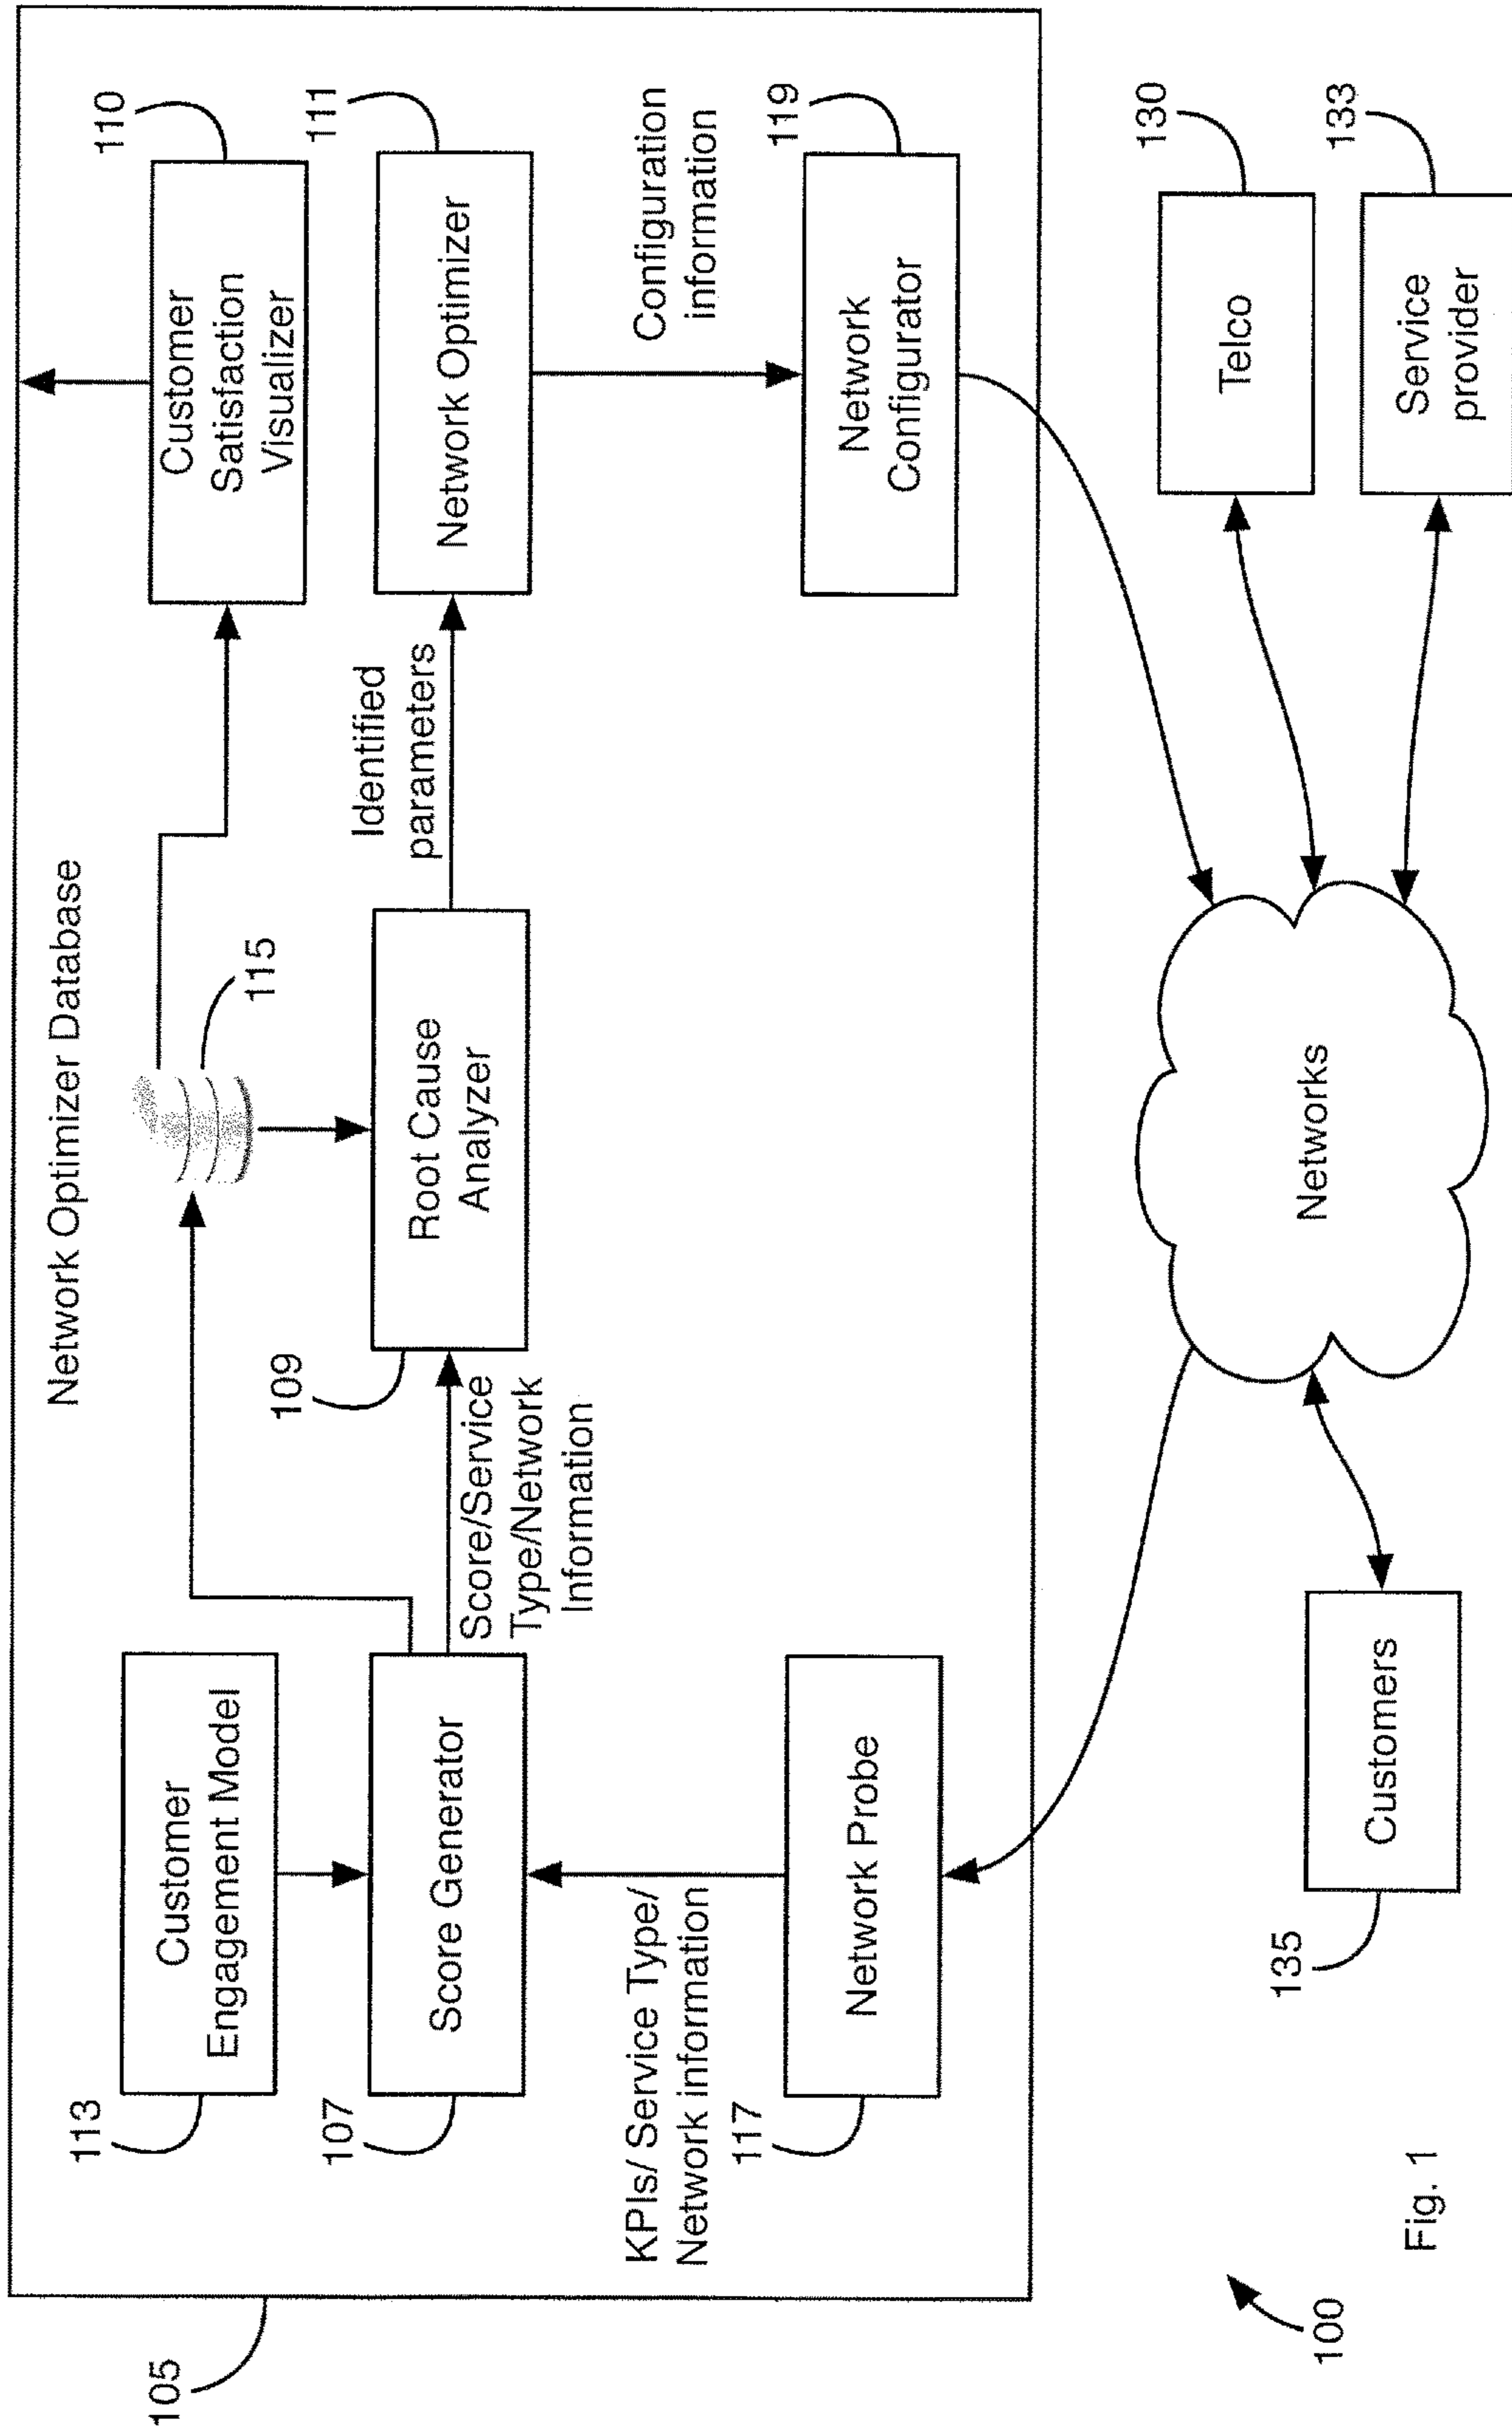 Network Optimizer Database
113
Customer
Engagement Model
115
110
Customer
Satisfaction
Visualizer
107
Score Generator
Score/Service
Type/Network
Information
109
Root Cause
Analyzer
Identified
parameters
111
Network Optimizer
KPIs/ Service Type/
Network information
Configuration
information
117
Network Probe
119
Network
Configurator
105
Networks
130
Telco
133
Service
provider
135
Customers
100
Fig. 1